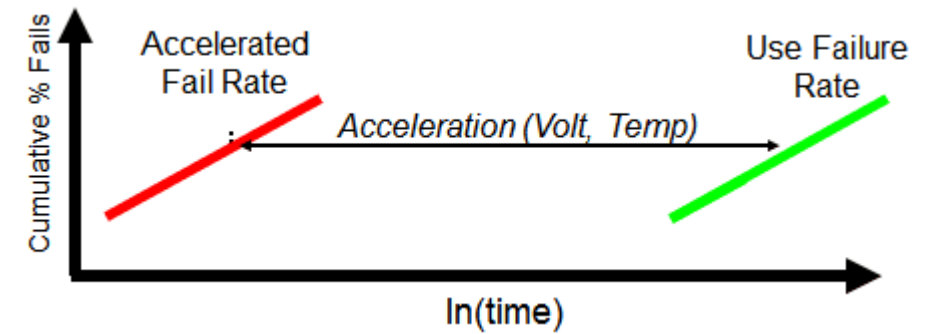 Cumulative % Fails
Accelerated
Fail Rate
Use Failure
Rate
Acceleration (Volt, Temp)
ln(time)